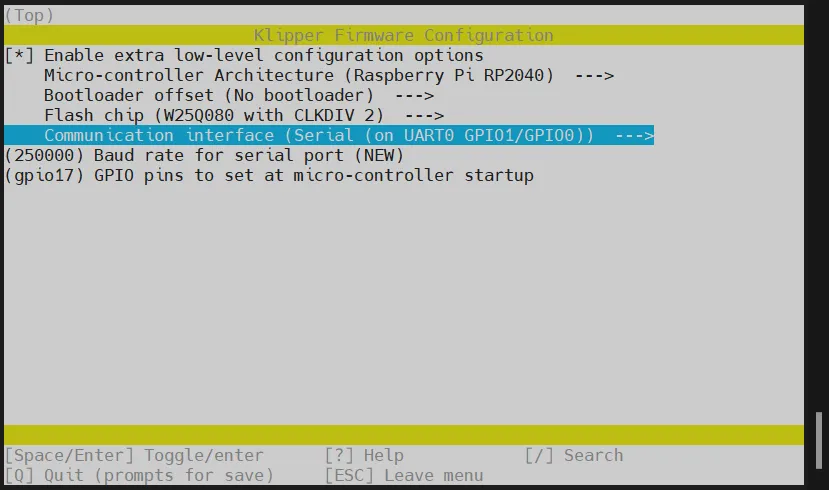 (Top)
Klipper Firmware Configuration
[*] Enable extra low-level configuration options
Micro-controller Architecture (Raspberry Pi RP2040) --->
Bootloader offset (No bootloader) --->
Flash chip (W25Q080 with CLKDIV 2) --->
Communication interface (Serial (on UART0 GPIO1/GPIO0)) --->
(250000) Baud rate for serial port (NEW)
(gpio17) GPIO pins to set at micro-controller startup
[Space/Enter] Toggle/enter [?] Help [/] Search
[Q] Quit (prompts for save) [ESC] Leave menu